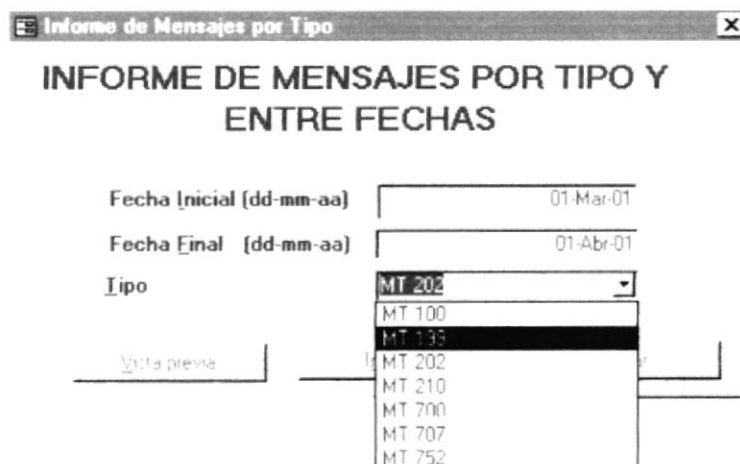 Informe de Mensajes por Tipo
INFORME DE MENSAJES POR TIPO Y
ENTRE FECHAS
Fecha Inicial (dd-mm-aa) 01-Mar-01
Fecha Final (dd-mm-aa) 01-Abr-01
Tipo MT 202
MT 100
MT 199
Vista previa MT 202
MT 210
MT 700
MT 707
MT 752